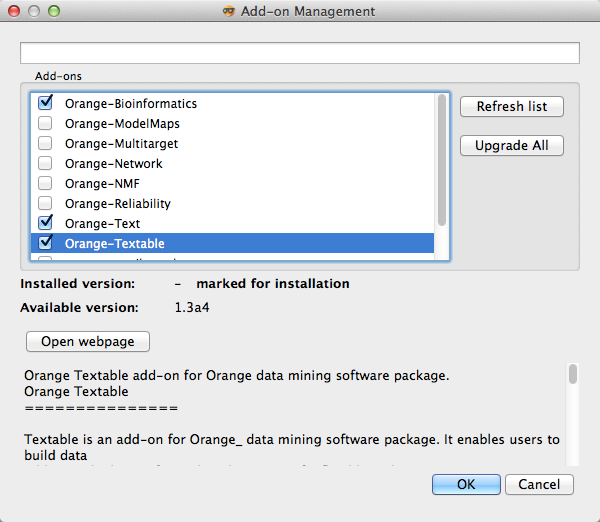 Add-on Management
Add-ons
Orange-Bioinformatics
Orange-ModelMaps
Orange-Multitarget
Orange-Network
Orange-NMF
Orange-Reliability
Orange-Text
Orange-Textable
Refresh list
Upgrade All
Installed version: - marked for installation
Available version: 1.3a4
Open webpage
Orange Textable add-on for Orange data mining software package.
Orange Textable
===============
Textable is an add-on for Orange_ data mining software package. It enables users to
build data
OK
Cancel